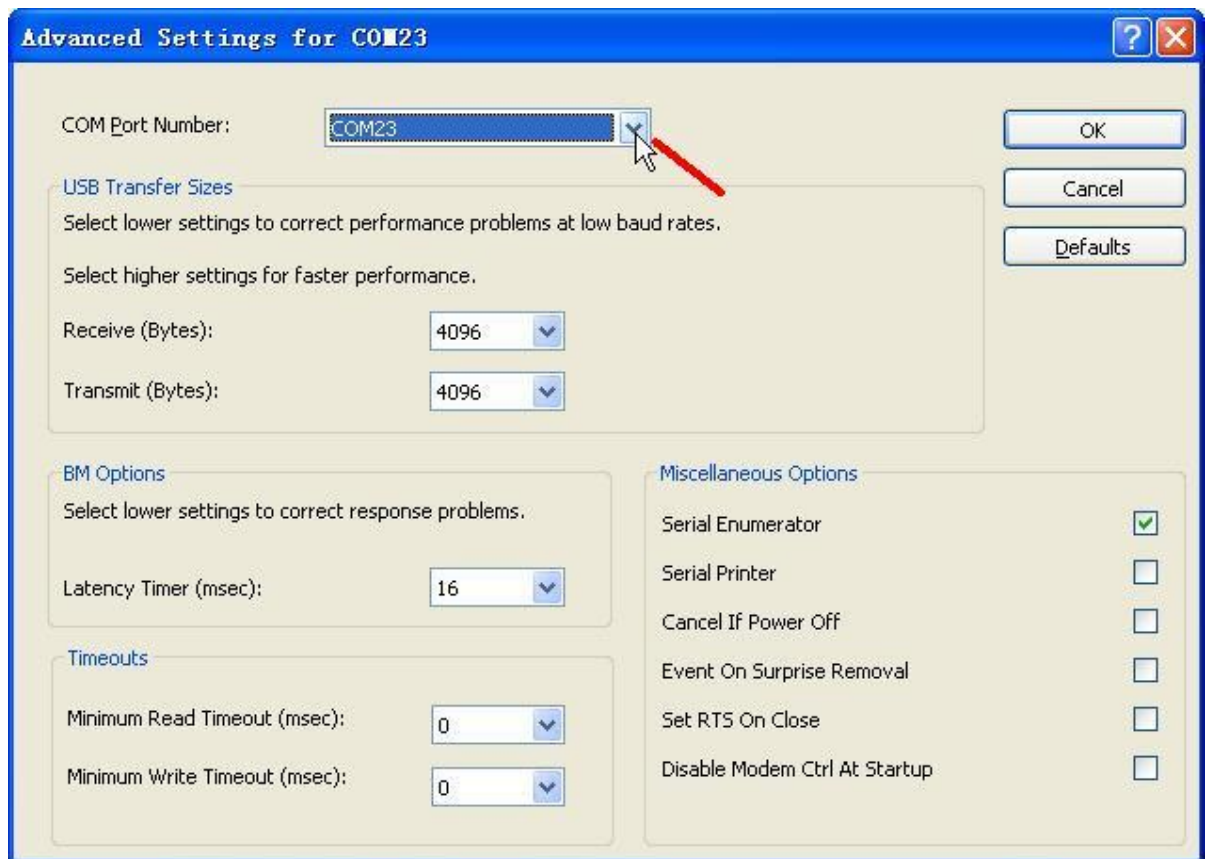 Advanced Settings for COM23
COM Port Number:
COM23
OK
USB Transfer Sizes
Cancel
Select lower settings to correct performance problems at low baud rates.
Defaults
Select higher settings for faster performance.
Receive (Bytes):
4096
Transmit (Bytes):
4096
BM Options
Select lower settings to correct response problems.
Latency Timer (msec):
16
Timeouts
Minimum Read Timeout (msec):
0
Minimum Write Timeout (msec):
0
Miscellaneous Options
Serial Enumerator
Serial Printer
Cancel If Power Off
Event On Surprise Removal
Set RTS On Close
Disable Modem Ctrl At Startup